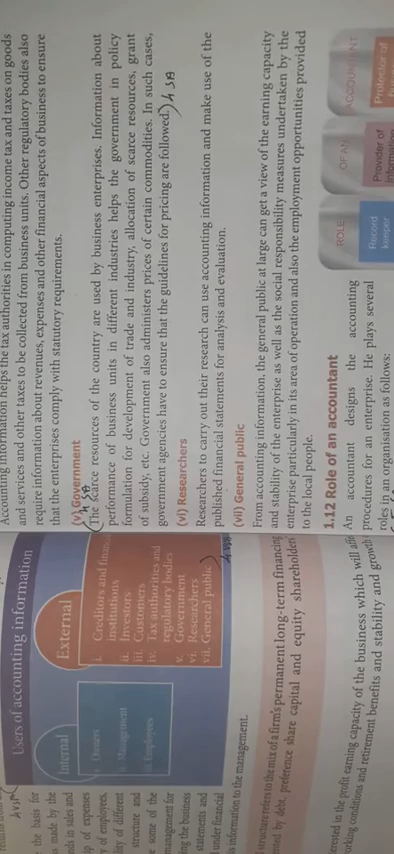 Users of accounting information
Internal
i. Owners
ii. Management
iii. Employees
External
i. Creditors and
institutions
ii. Investors
iii. Customers
iv. Tax authorities and
regulatory bodies
v. Government
vi. Researchers
vii. General public
the basis for
made by the
of expenses
of employees,
of different
structure and
some of the
management for
the business
statements and
under financial
information to the management.
structure refers to the mix of a firm's permanent long-term financing
by debt, preference share capital and equity shareholders
in the profit earning capacity of the business which will
conditions and retirement benefits and stability and growth
Accounting information helps the tax authorities in computing income tax and taxes on goods
and services and other taxes to be collected from business units. Other regulatory bodies also
require information about revenues, expenses and other financial aspects of business to ensure
that the enterprises comply with statutory requirements.
(v) Government
The scarce resources of the country are used by business enterprises. Information about
performance of business units in different industries helps the government in policy
formulation for development of trade and industry, allocation of scarce resources, grant
of subsidy, etc. Government also administers prices of certain commodities. In such cases,
government agencies have to ensure that the guidelines for pricing are followed.
(vi) Researchers
Researchers to carry out their research can use accounting information and make use of the
published financial statements for analysis and evaluation.
(vii) General public
From accounting information, the general public at large can get a view of the earning capacity
and stability of the enterprise as well as the social responsibility measures undertaken by the
enterprise particularly in its area of operation and also the employment opportunities provided
to the local people.
1.12 Role of an accountant
An accountant designs the accounting
procedures for an enterprise. He plays several
roles in an organisation as follows:
ROLE OF AN ACCOUNTANT
Record
keeper
Provider of
information
Protector of